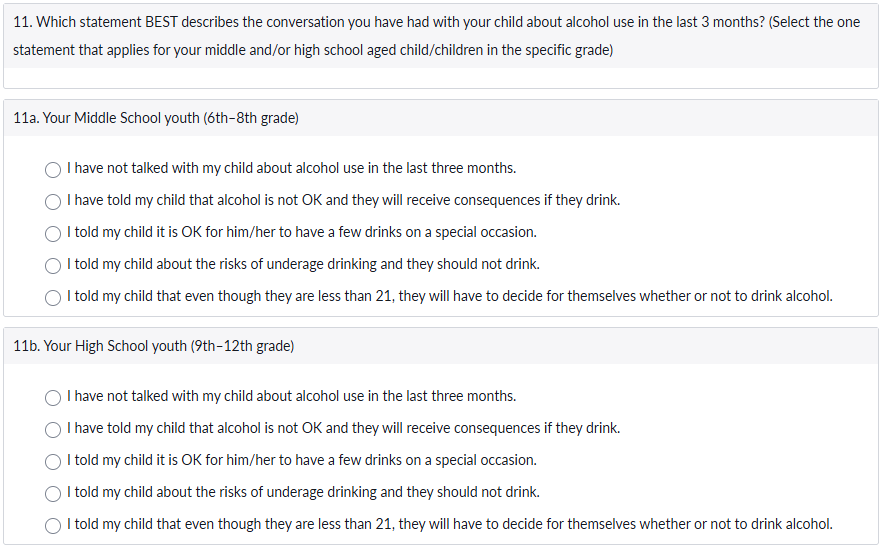 11. Which statement BEST describes the conversation you have had with your child about alcohol use in the last 3 months? (Select the one
statement that applies for your middle and/or high school aged child/children in the specific grade)
11a. Your Middle School youth (6th–8th grade)
I have not talked with my child about alcohol use in the last three months.
I have told my child that alcohol is not OK and they will receive consequences if they drink.
I told my child it is OK for him/her to have a few drinks on a special occasion.
I told my child about the risks of underage drinking and they should not drink.
I told my child that even though they are less than 21, they will have to decide for themselves whether or not to drink alcohol.
11b. Your High School youth (9th–12th grade)
I have not talked with my child about alcohol use in the last three months.
I have told my child that alcohol is not OK and they will receive consequences if they drink.
I told my child it is OK for him/her to have a few drinks on a special occasion.
I told my child about the risks of underage drinking and they should not drink.
I told my child that even though they are less than 21, they will have to decide for themselves whether or not to drink alcohol.